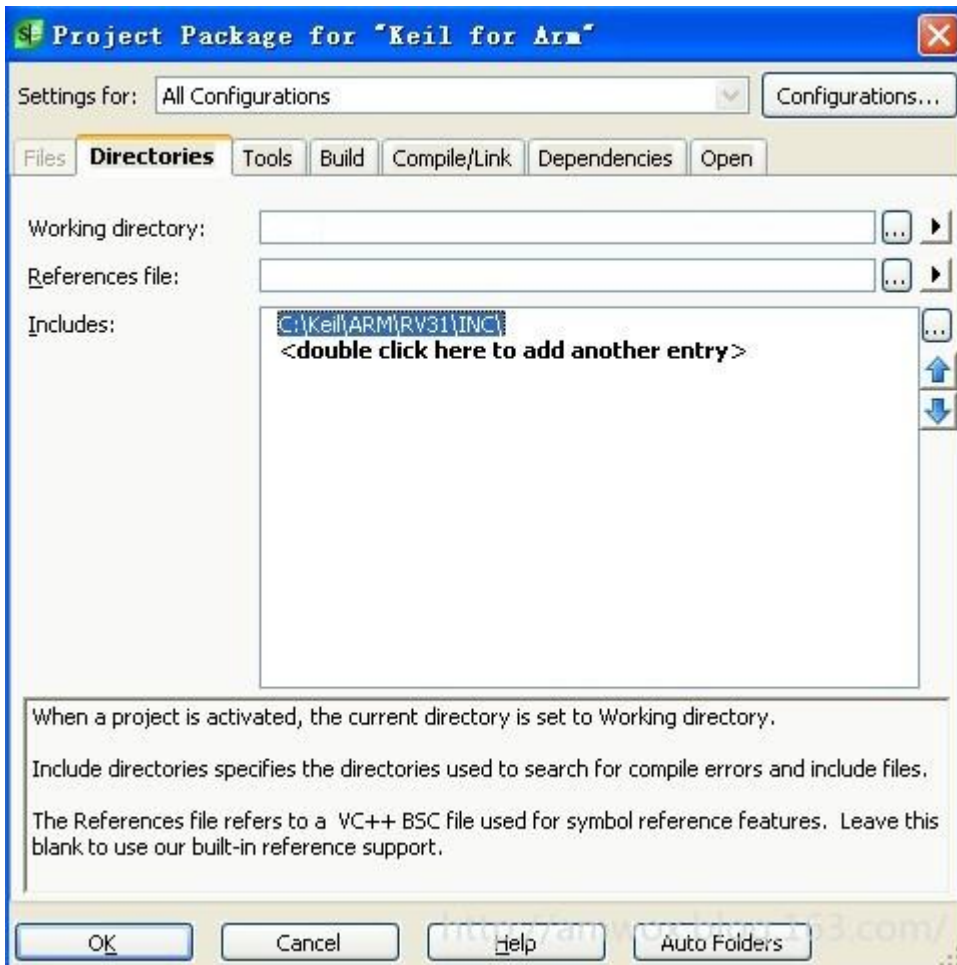 Project Package for "Keil for Arm"
Settings for: All Configurations Configurations...
Files Directories Tools Build Compile/Link Dependencies Open
Working directory: ...
References file: ...
Includes: C:\Keil\ARM\RV31\INC\ ...
<double click here to add another entry>
When a project is activated, the current directory is set to Working directory.
Include directories specifies the directories used to search for compile errors and include files.
The References file refers to a VC++ BSC file used for symbol reference features. Leave this
blank to use our built-in reference support.
OK Cancel Help Auto Folders